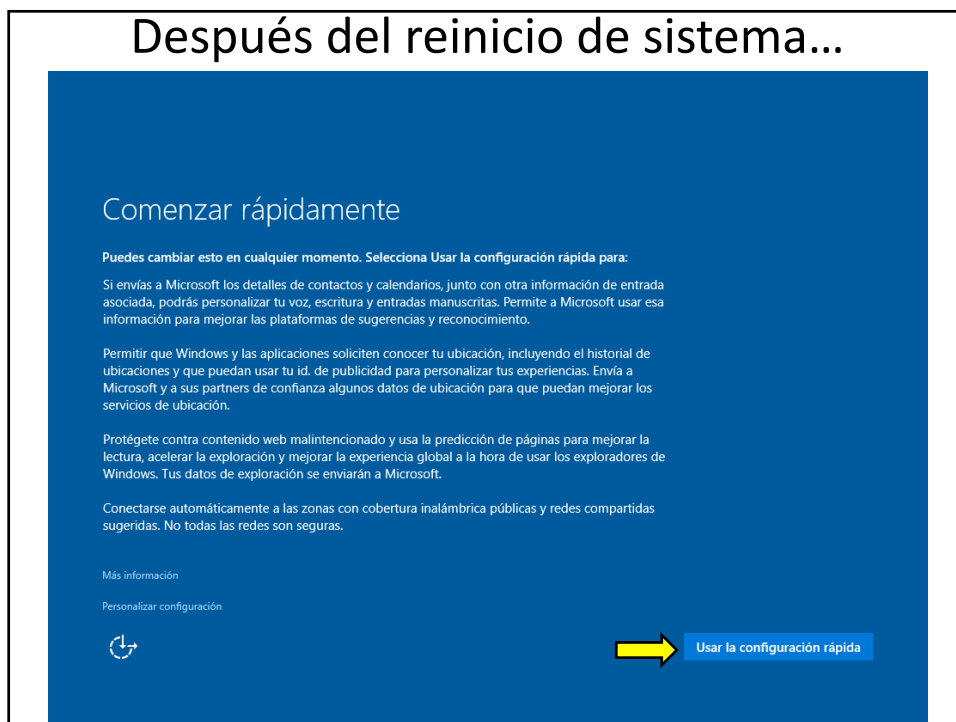 Después del reinicio de sistema...
Comenzar rápidamente
Puedes cambiar esto en cualquier momento. Selecciona Usar la configuración rápida para:
Si envías a Microsoft los detalles de contactos y calendarios, junto con otra información de entrada
asociada, podrás personalizar tu voz, escritura y entradas manuscritas. Permite a Microsoft usar esa
información para mejorar las plataformas de sugerencias y reconocimiento.
Permitir que Windows y las aplicaciones soliciten conocer tu ubicación, incluyendo el historial de
ubicaciones y que puedan usar tu id. de publicidad para personalizar tus experiencias. Envía a
Microsoft y a sus partners de confianza algunos datos de ubicación para que puedan mejorar los
servicios de ubicación.
Protégete contra contenido web malintencionado y usa la predicción de páginas para mejorar la
lectura, acelerar la exploración y mejorar la experiencia global a la hora de usar los exploradores de
Windows. Tus datos de exploración se enviarán a Microsoft.
Conectarse automáticamente a las zonas con cobertura inalámbrica públicas y redes compartidas
sugeridas. No todas las redes son seguras.
Más información
Personalizar configuración
Usar la configuración rápida